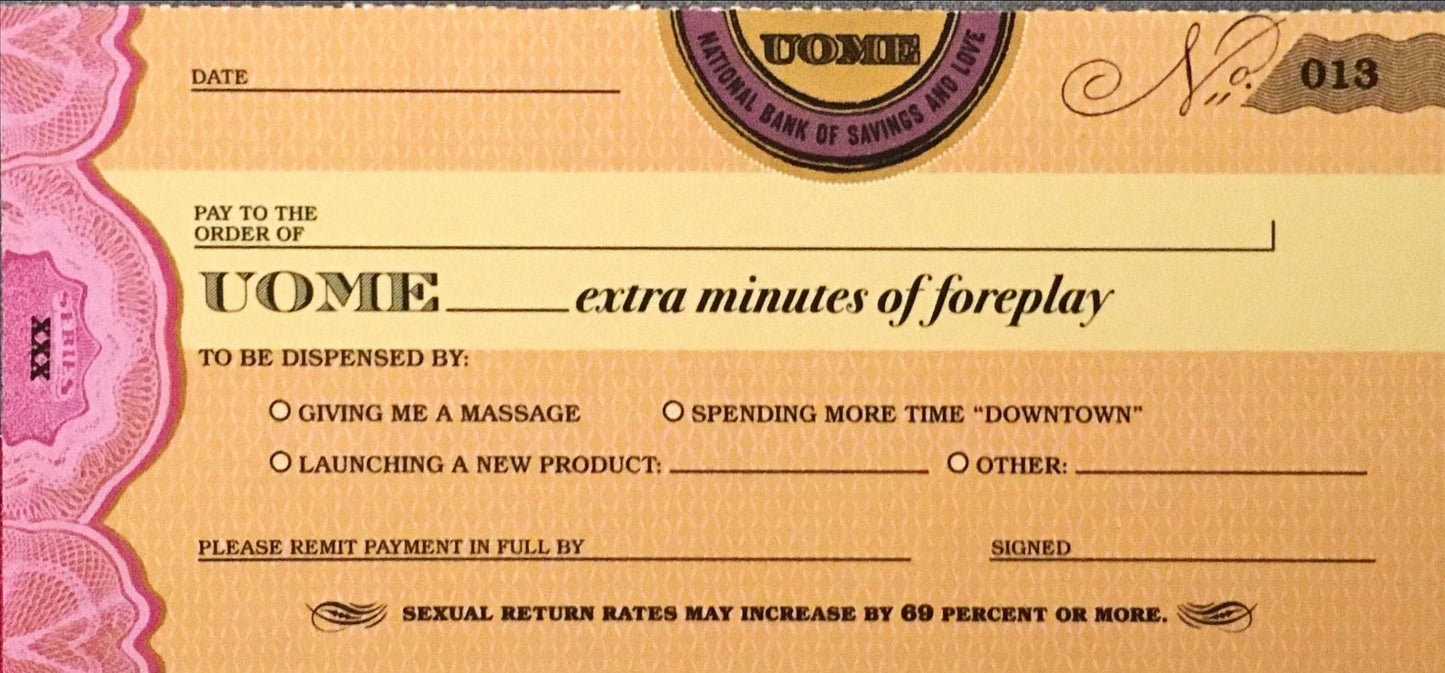 UOME
NATIONAL BANK OF SAVINGS AND LOVE
No. 013
DATE
PAY TO THE
ORDER OF
UOME extra minutes of foreplay
TO BE DISPENSED BY:
GIVING ME A MASSAGE SPENDING MORE TIME “DOWNTOWN”
LAUNCHING A NEW PRODUCT: OTHER:
PLEASE REMIT PAYMENT IN FULL BY SIGNED
SEXUAL RETURN RATES MAY INCREASE BY 69 PERCENT OR MORE.
SERIES
XXX